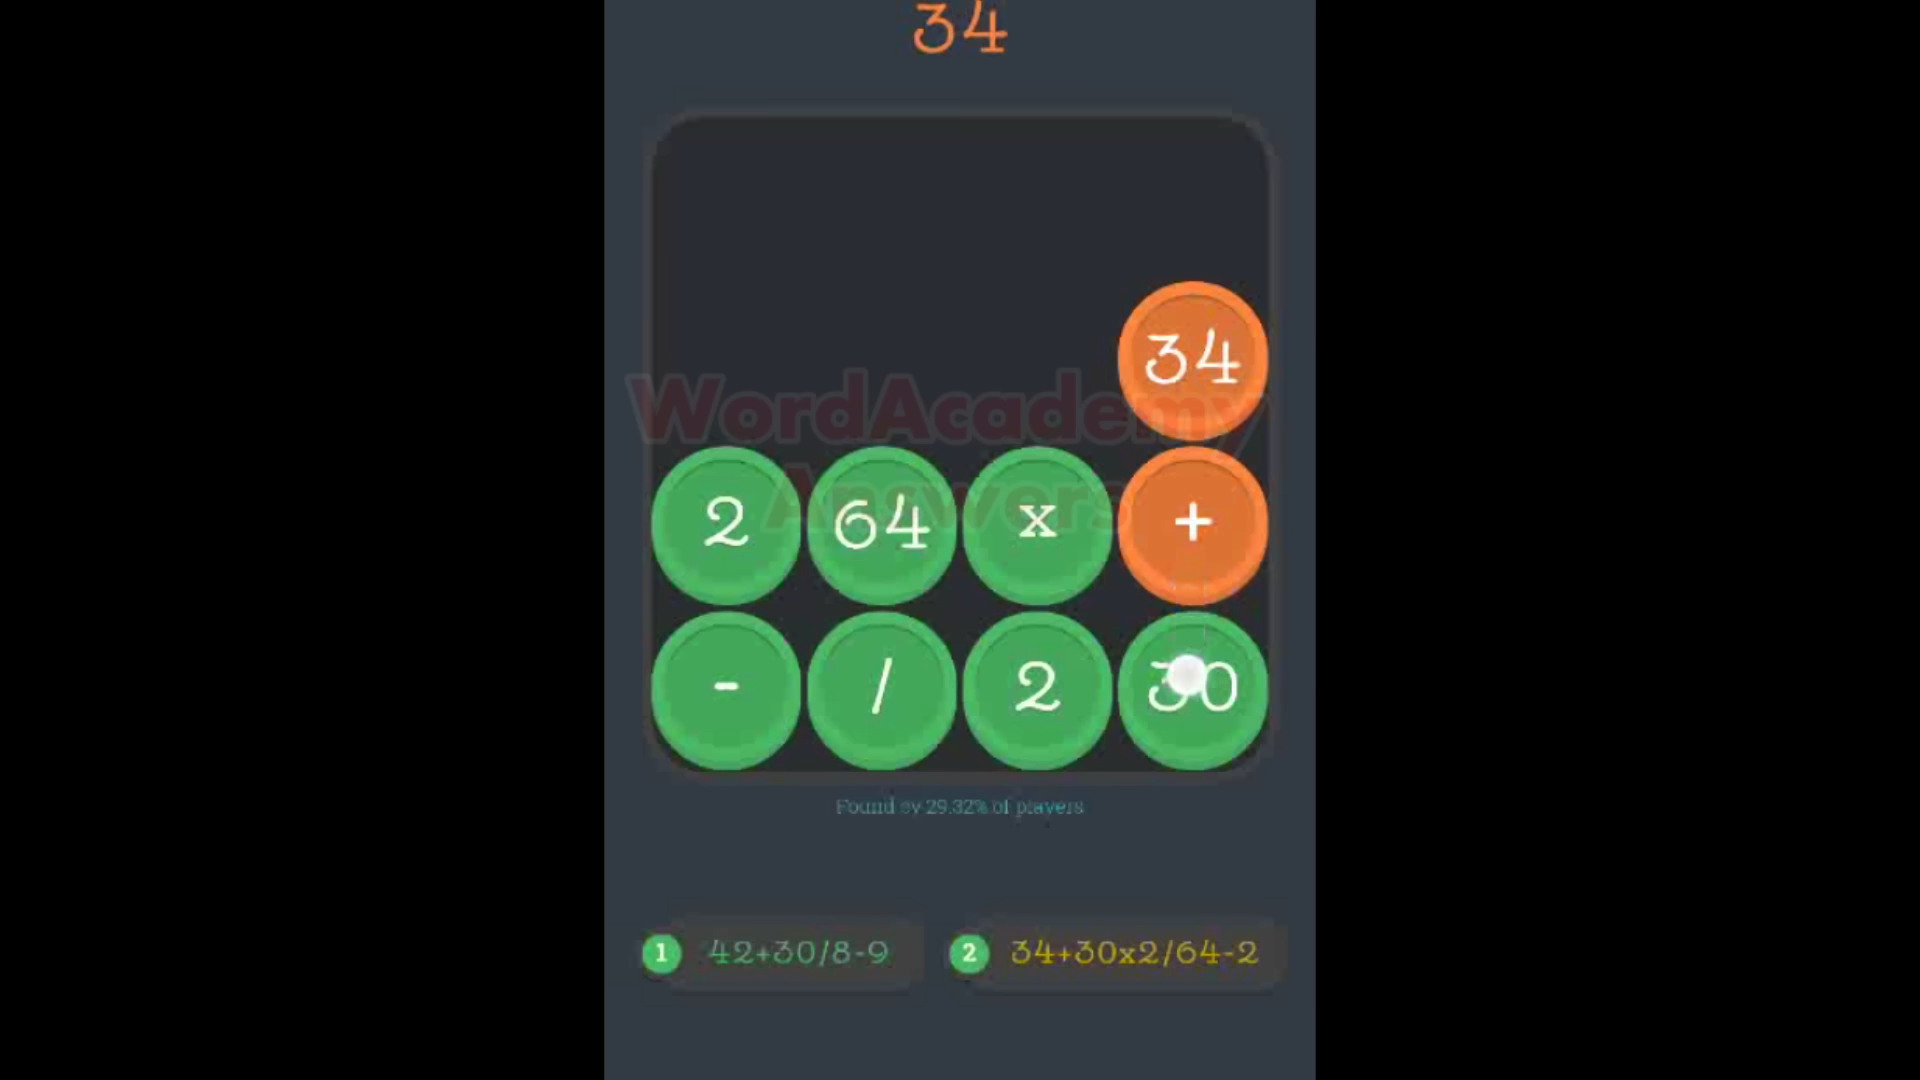 34
34
WordAcademy
2 64 x +
Answers
- / 2 30
Found by 29.32% of players
1 42+30/8-9 2 34+30x2/64-2